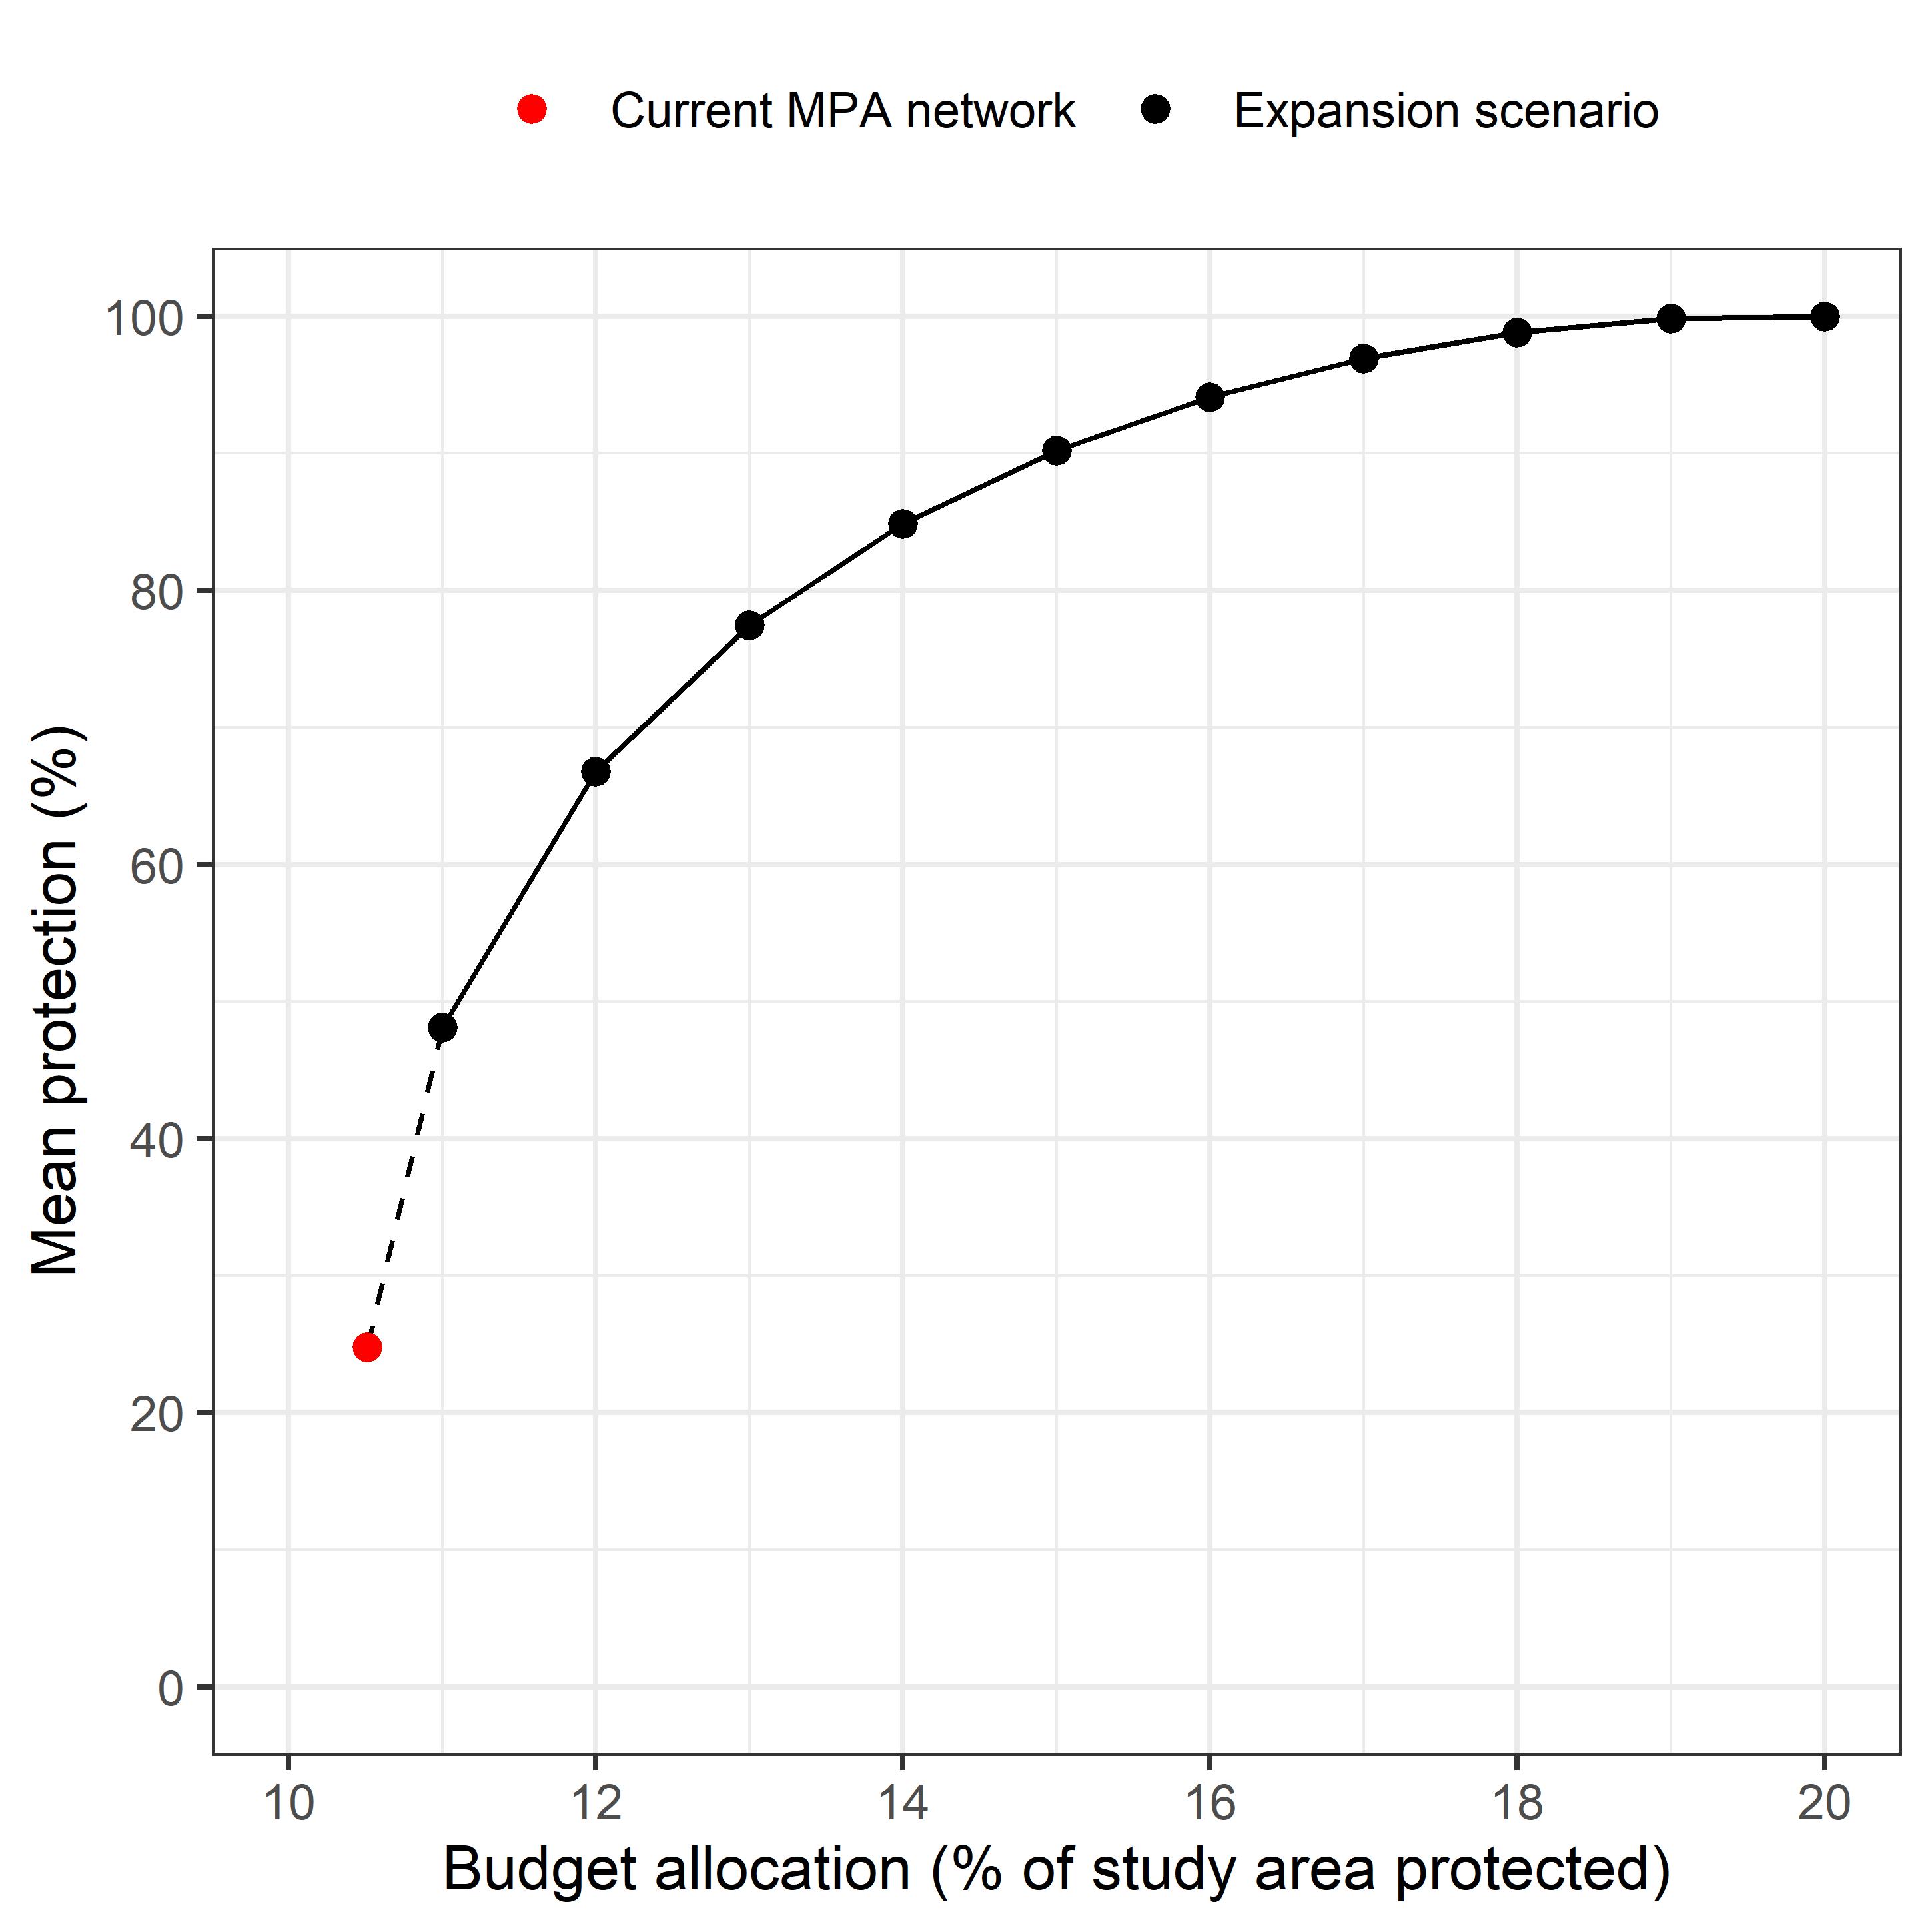 Current MPA network Expansion scenario
Mean protection (%)
100
80
60
40
20
0
10 12 14 16 18 20
Budget allocation (% of study area protected)